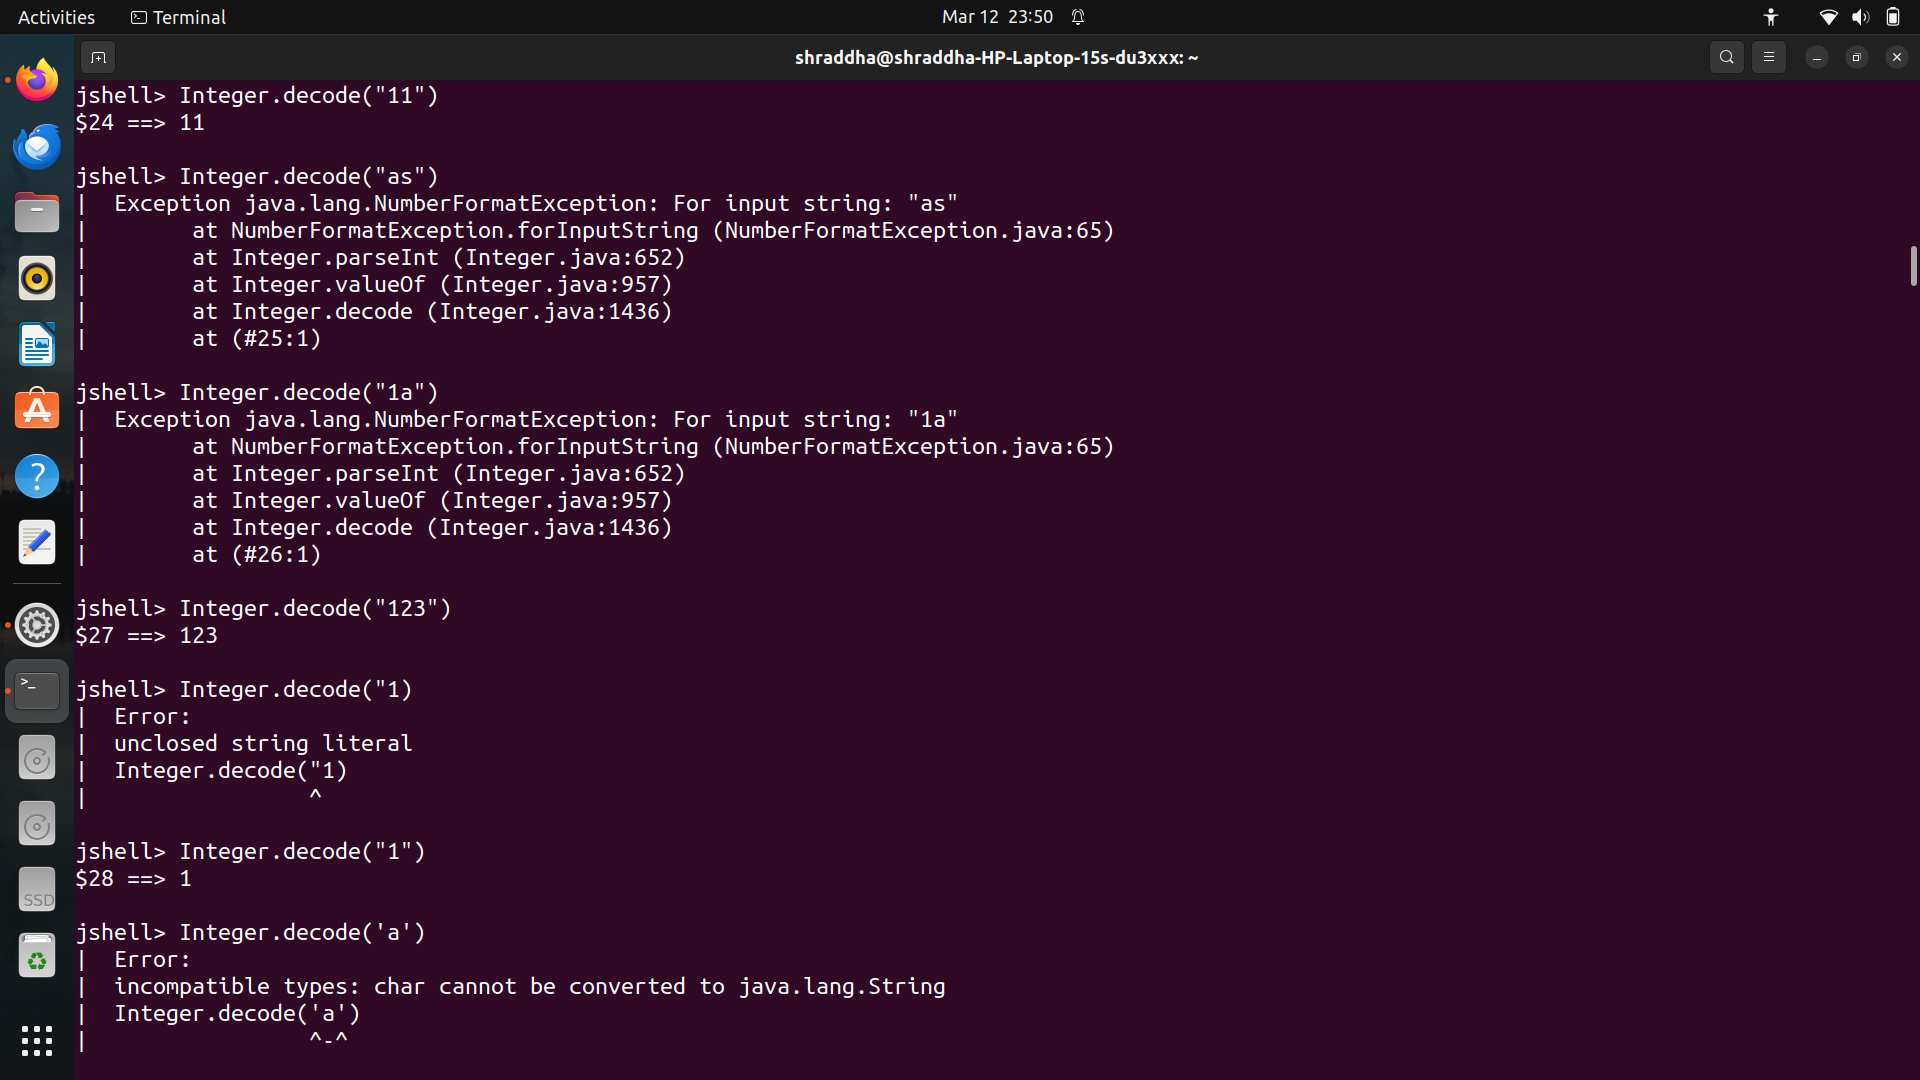 Activities
Terminal
Mar 12 23:50
shraddha@shraddha-HP-Laptop-15s-du3xxx: ~
jshell> Integer.decode("11")
$24 ==> 11
jshell> Integer.decode("as")
|  Exception java.lang.NumberFormatException: For input string: "as"
|        at NumberFormatException.forInputString (NumberFormatException.java:65)
|        at Integer.parseInt (Integer.java:652)
|        at Integer.valueOf (Integer.java:957)
|        at Integer.decode (Integer.java:1436)
|        at (#25:1)
jshell> Integer.decode("1a")
|  Exception java.lang.NumberFormatException: For input string: "1a"
|        at NumberFormatException.forInputString (NumberFormatException.java:65)
|        at Integer.parseInt (Integer.java:652)
|        at Integer.valueOf (Integer.java:957)
|        at Integer.decode (Integer.java:1436)
|        at (#26:1)
jshell> Integer.decode("123")
$27 ==> 123
jshell> Integer.decode("1)
|  Error:
|  unclosed string literal
|  Integer.decode("1)
|                 ^
jshell> Integer.decode("1")
$28 ==> 1
jshell> Integer.decode('a')
|  Error:
|  incompatible types: char cannot be converted to java.lang.String
|  Integer.decode('a')
|                 ^-^
SSD